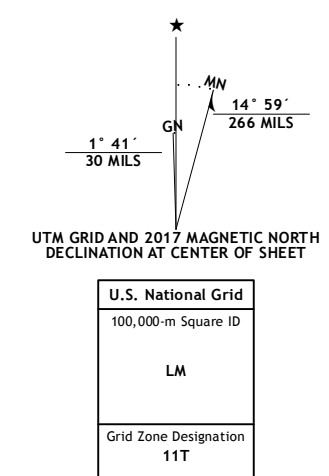 ★
MN
GN
14° 59´
266 MILS
1° 41´
30 MILS
UTM GRID AND 2017 MAGNETIC NORTH
DECLINATION AT CENTER OF SHEET
U.S. National Grid
100,000-m Square ID
LM
Grid Zone Designation
11T